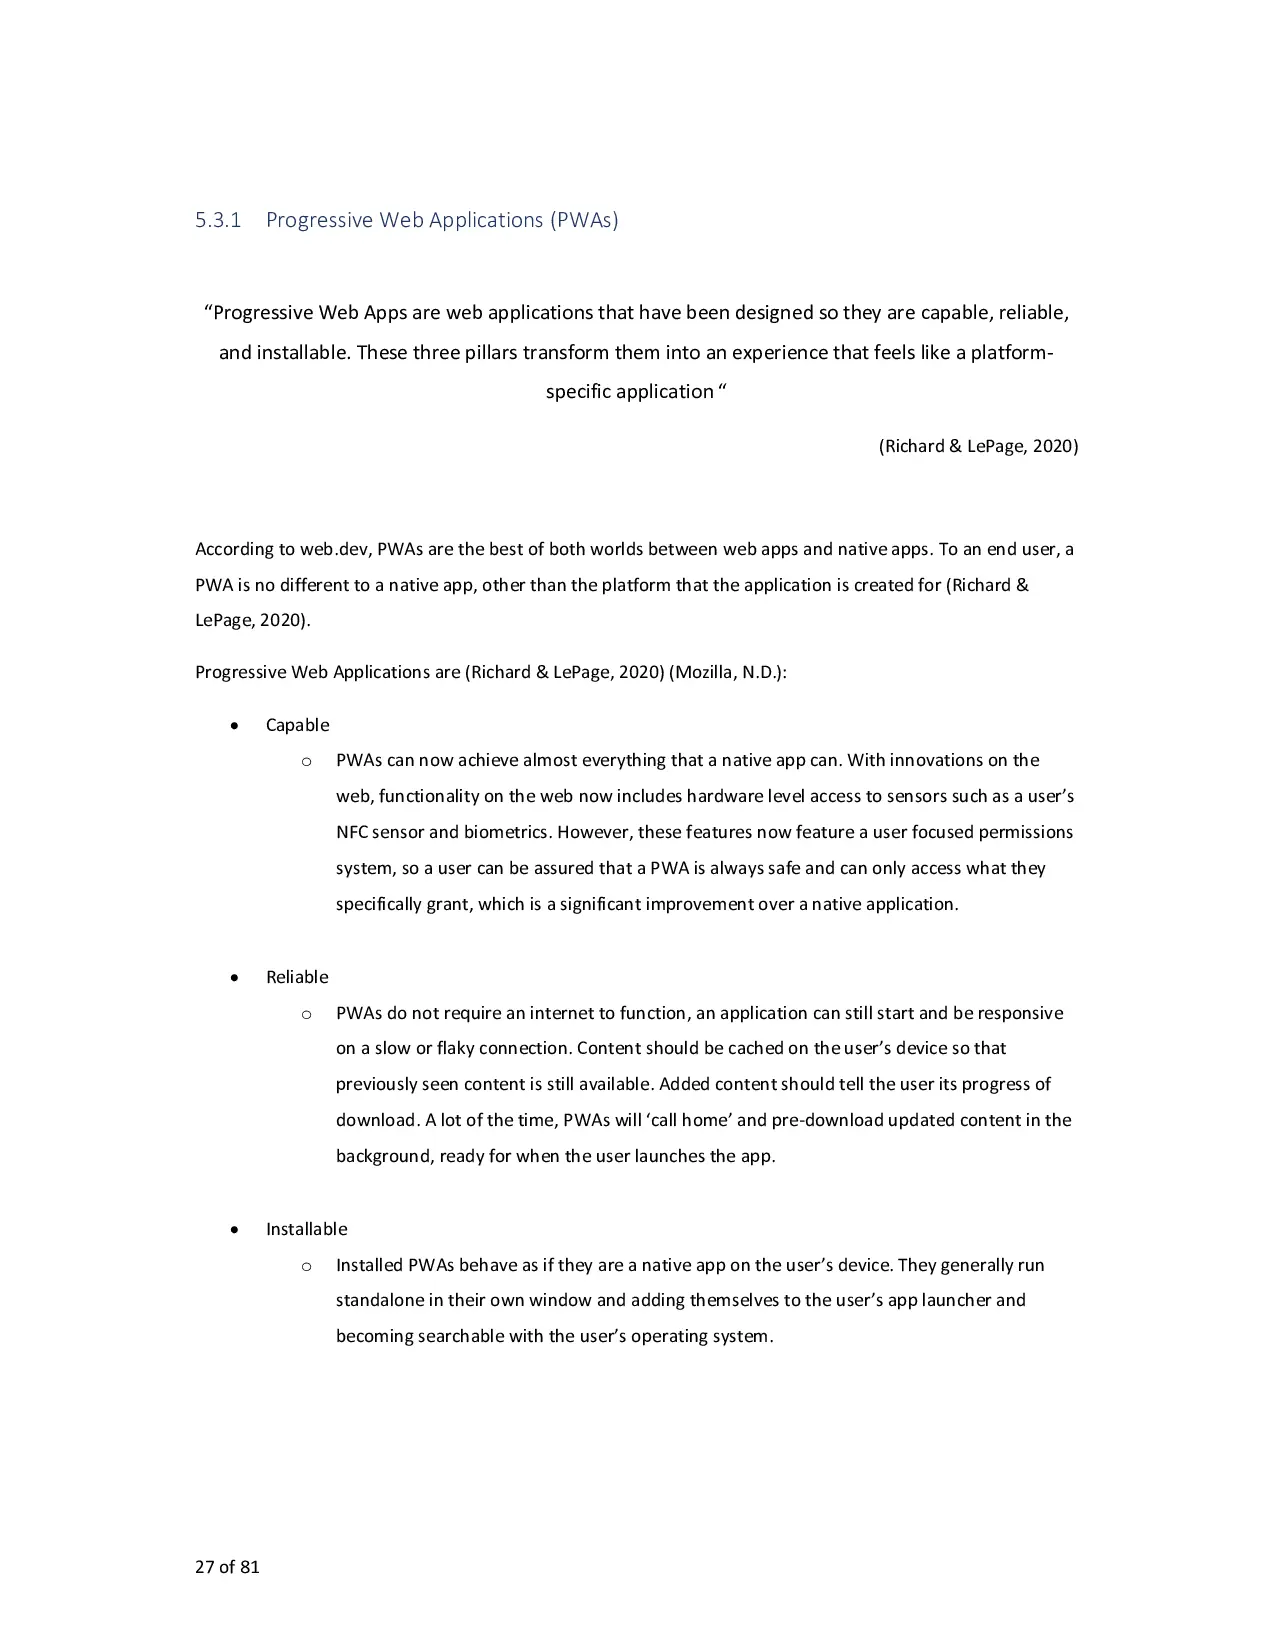 5.3.1 Progressive Web Applications (PWAs)
“Progressive Web Apps are web applications that have been designed so they are capable, reliable,
and installable. These three pillars transform them into an experience that feels like a platform-
specific application “
(Richard & LePage, 2020)
According to web.dev, PWAs are the best of both worlds between web apps and native apps. To an end user, a
PWA is no different to a native app, other than the platform that the application is created for (Richard &
LePage, 2020).
Progressive Web Applications are (Richard & LePage, 2020) (Mozilla, N.D.):
• Capable
o PWAs can now achieve almost everything that a native app can. With innovations on the
web, functionality on the web now includes hardware level access to sensors such as a user’s
NFC sensor and biometrics. However, these features now feature a user focused permissions
system, so a user can be assured that a PWA is always safe and can only access what they
specifically grant, which is a significant improvement over a native application.
• Reliable
o PWAs do not require an internet to function, an application can still start and be responsive
on a slow or flaky connection. Content should be cached on the user’s device so that
previously seen content is still available. Added content should tell the user its progress of
download. A lot of the time, PWAs will ‘call home’ and pre-download updated content in the
background, ready for when the user launches the app.
• Installable
o Installed PWAs behave as if they are a native app on the user’s device. They generally run
standalone in their own window and adding themselves to the user’s app launcher and
becoming searchable with the user’s operating system.
27 of 81